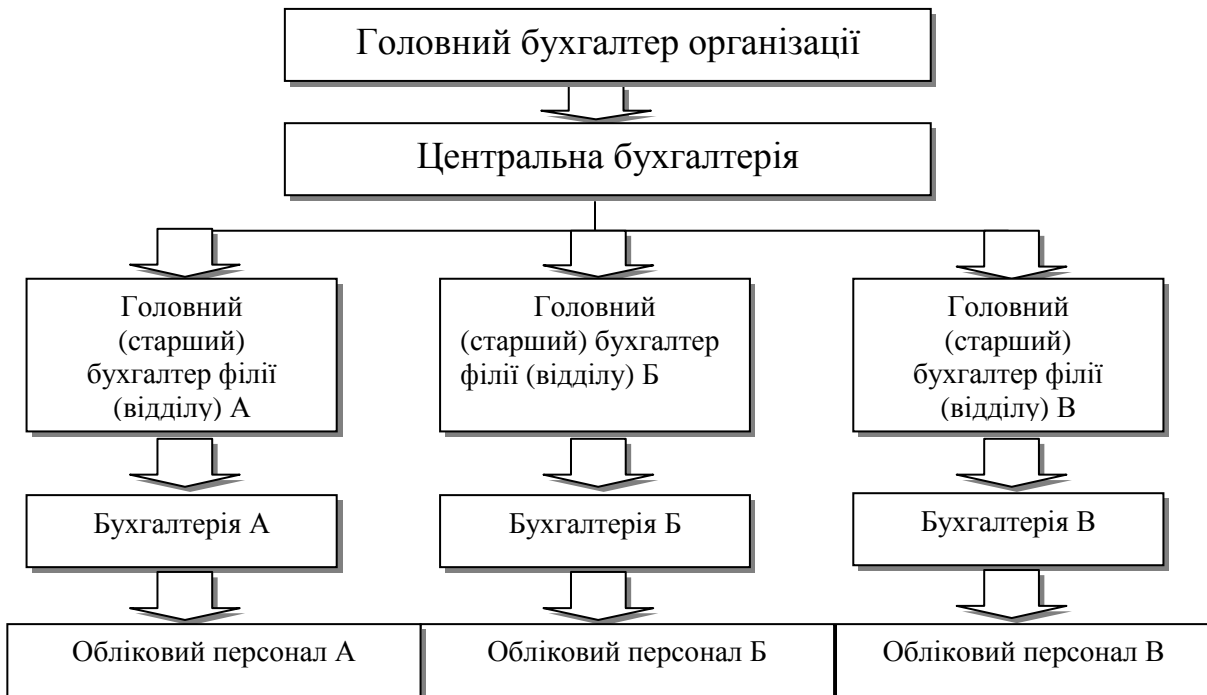 Головний бухгалтер організації
Центральна бухгалтерія
Головний
(старший)
бухгалтер філії
(відділу) А
Головний
(старший) бухгалтер
філії (відділу) Б
Головний
(старший)
бухгалтер філії
(відділу) В
Бухгалтерія А
Бухгалтерія Б
Бухгалтерія В
Обліковий персонал А
Обліковий персонал Б
Обліковий персонал В